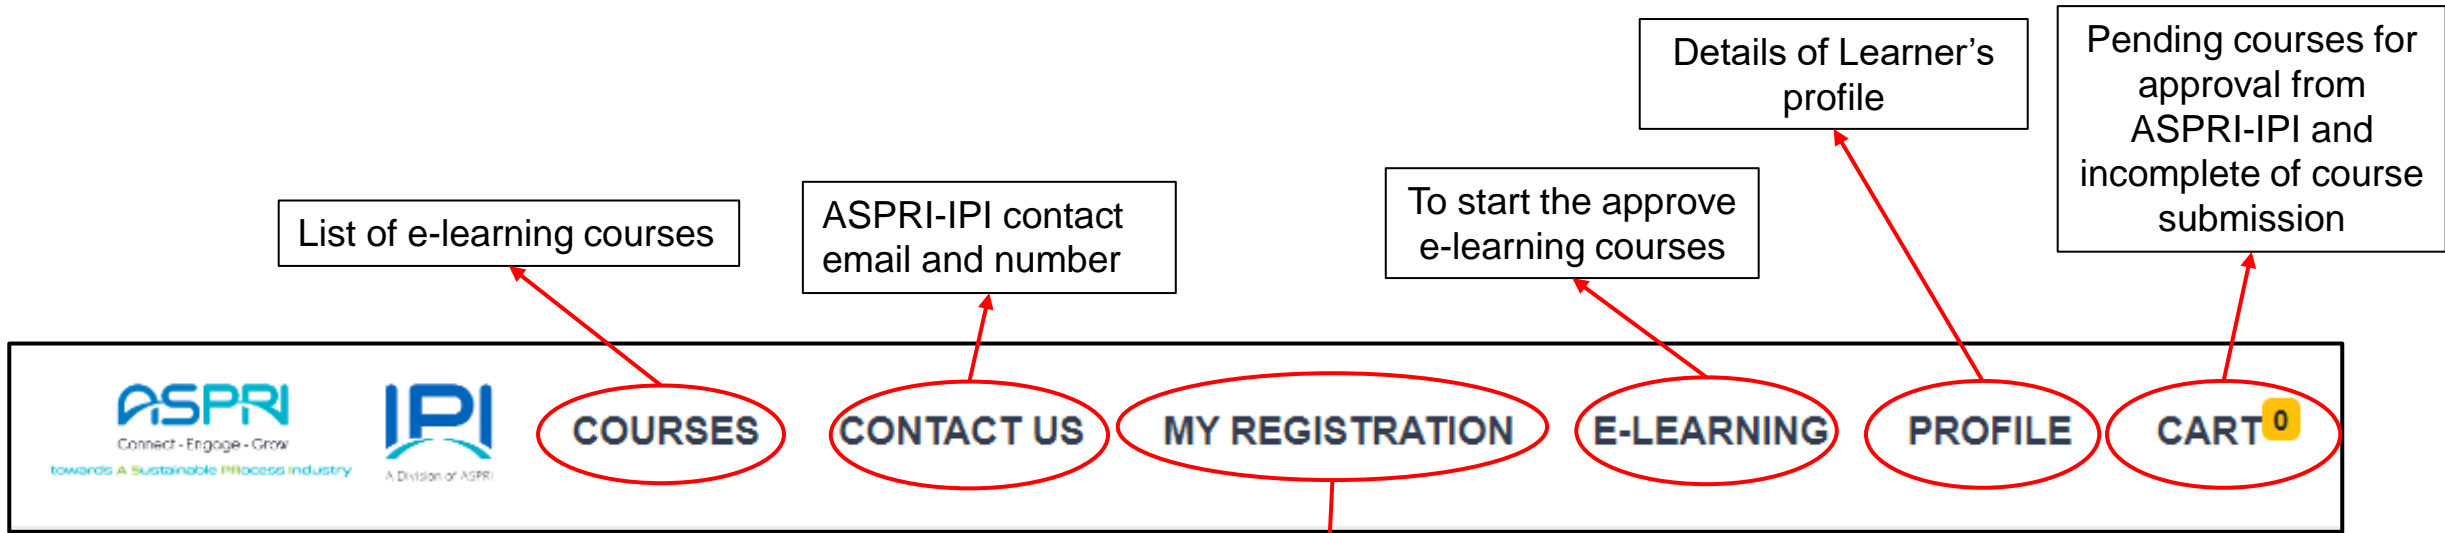 Details of Learner's
profile
Pending courses for
approval from
ASPRI-IPI and
incomplete of course
submission
List of e-learning courses
ASPRI-IPI contact
email and number
To start the approve
e-learning courses
ASPRI
Connect - Engage - Grow
towards A Sustainable PRocess Industry
IPI
A Division of ASPRI
COURSES
CONTACT US
MY REGISTRATION
E-LEARNING
PROFILE
CART 0